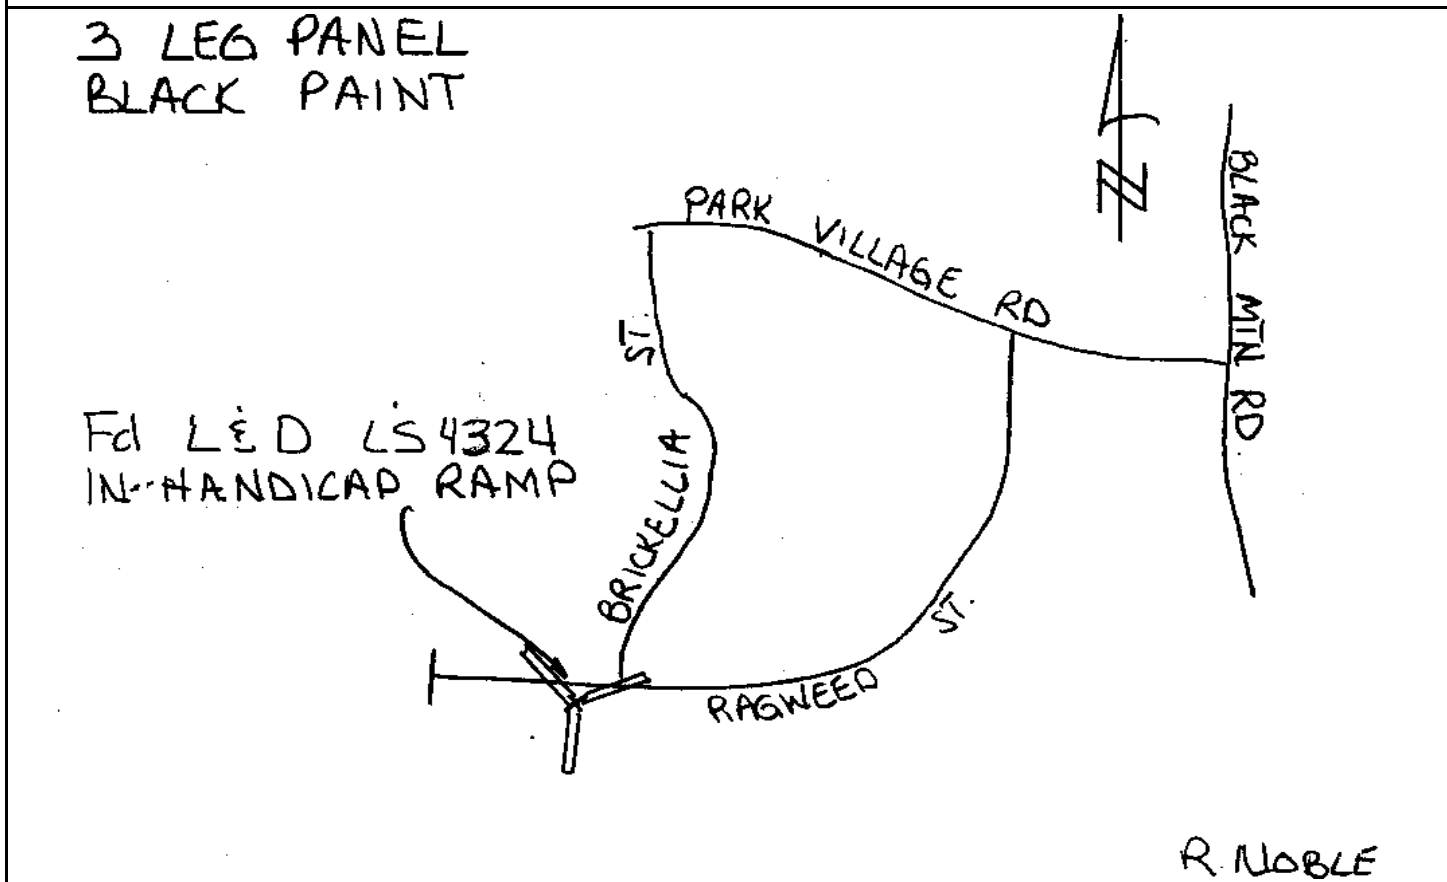 3 LEG PANEL
BLACK PAINT
N
PARK VILLAGE RD
BLACK MTN RD
ST.
BRICKELLIA
Fd L&D LS 4324
IN HANDICAP RAMP
ST.
RAGWEED
R. NOBLE